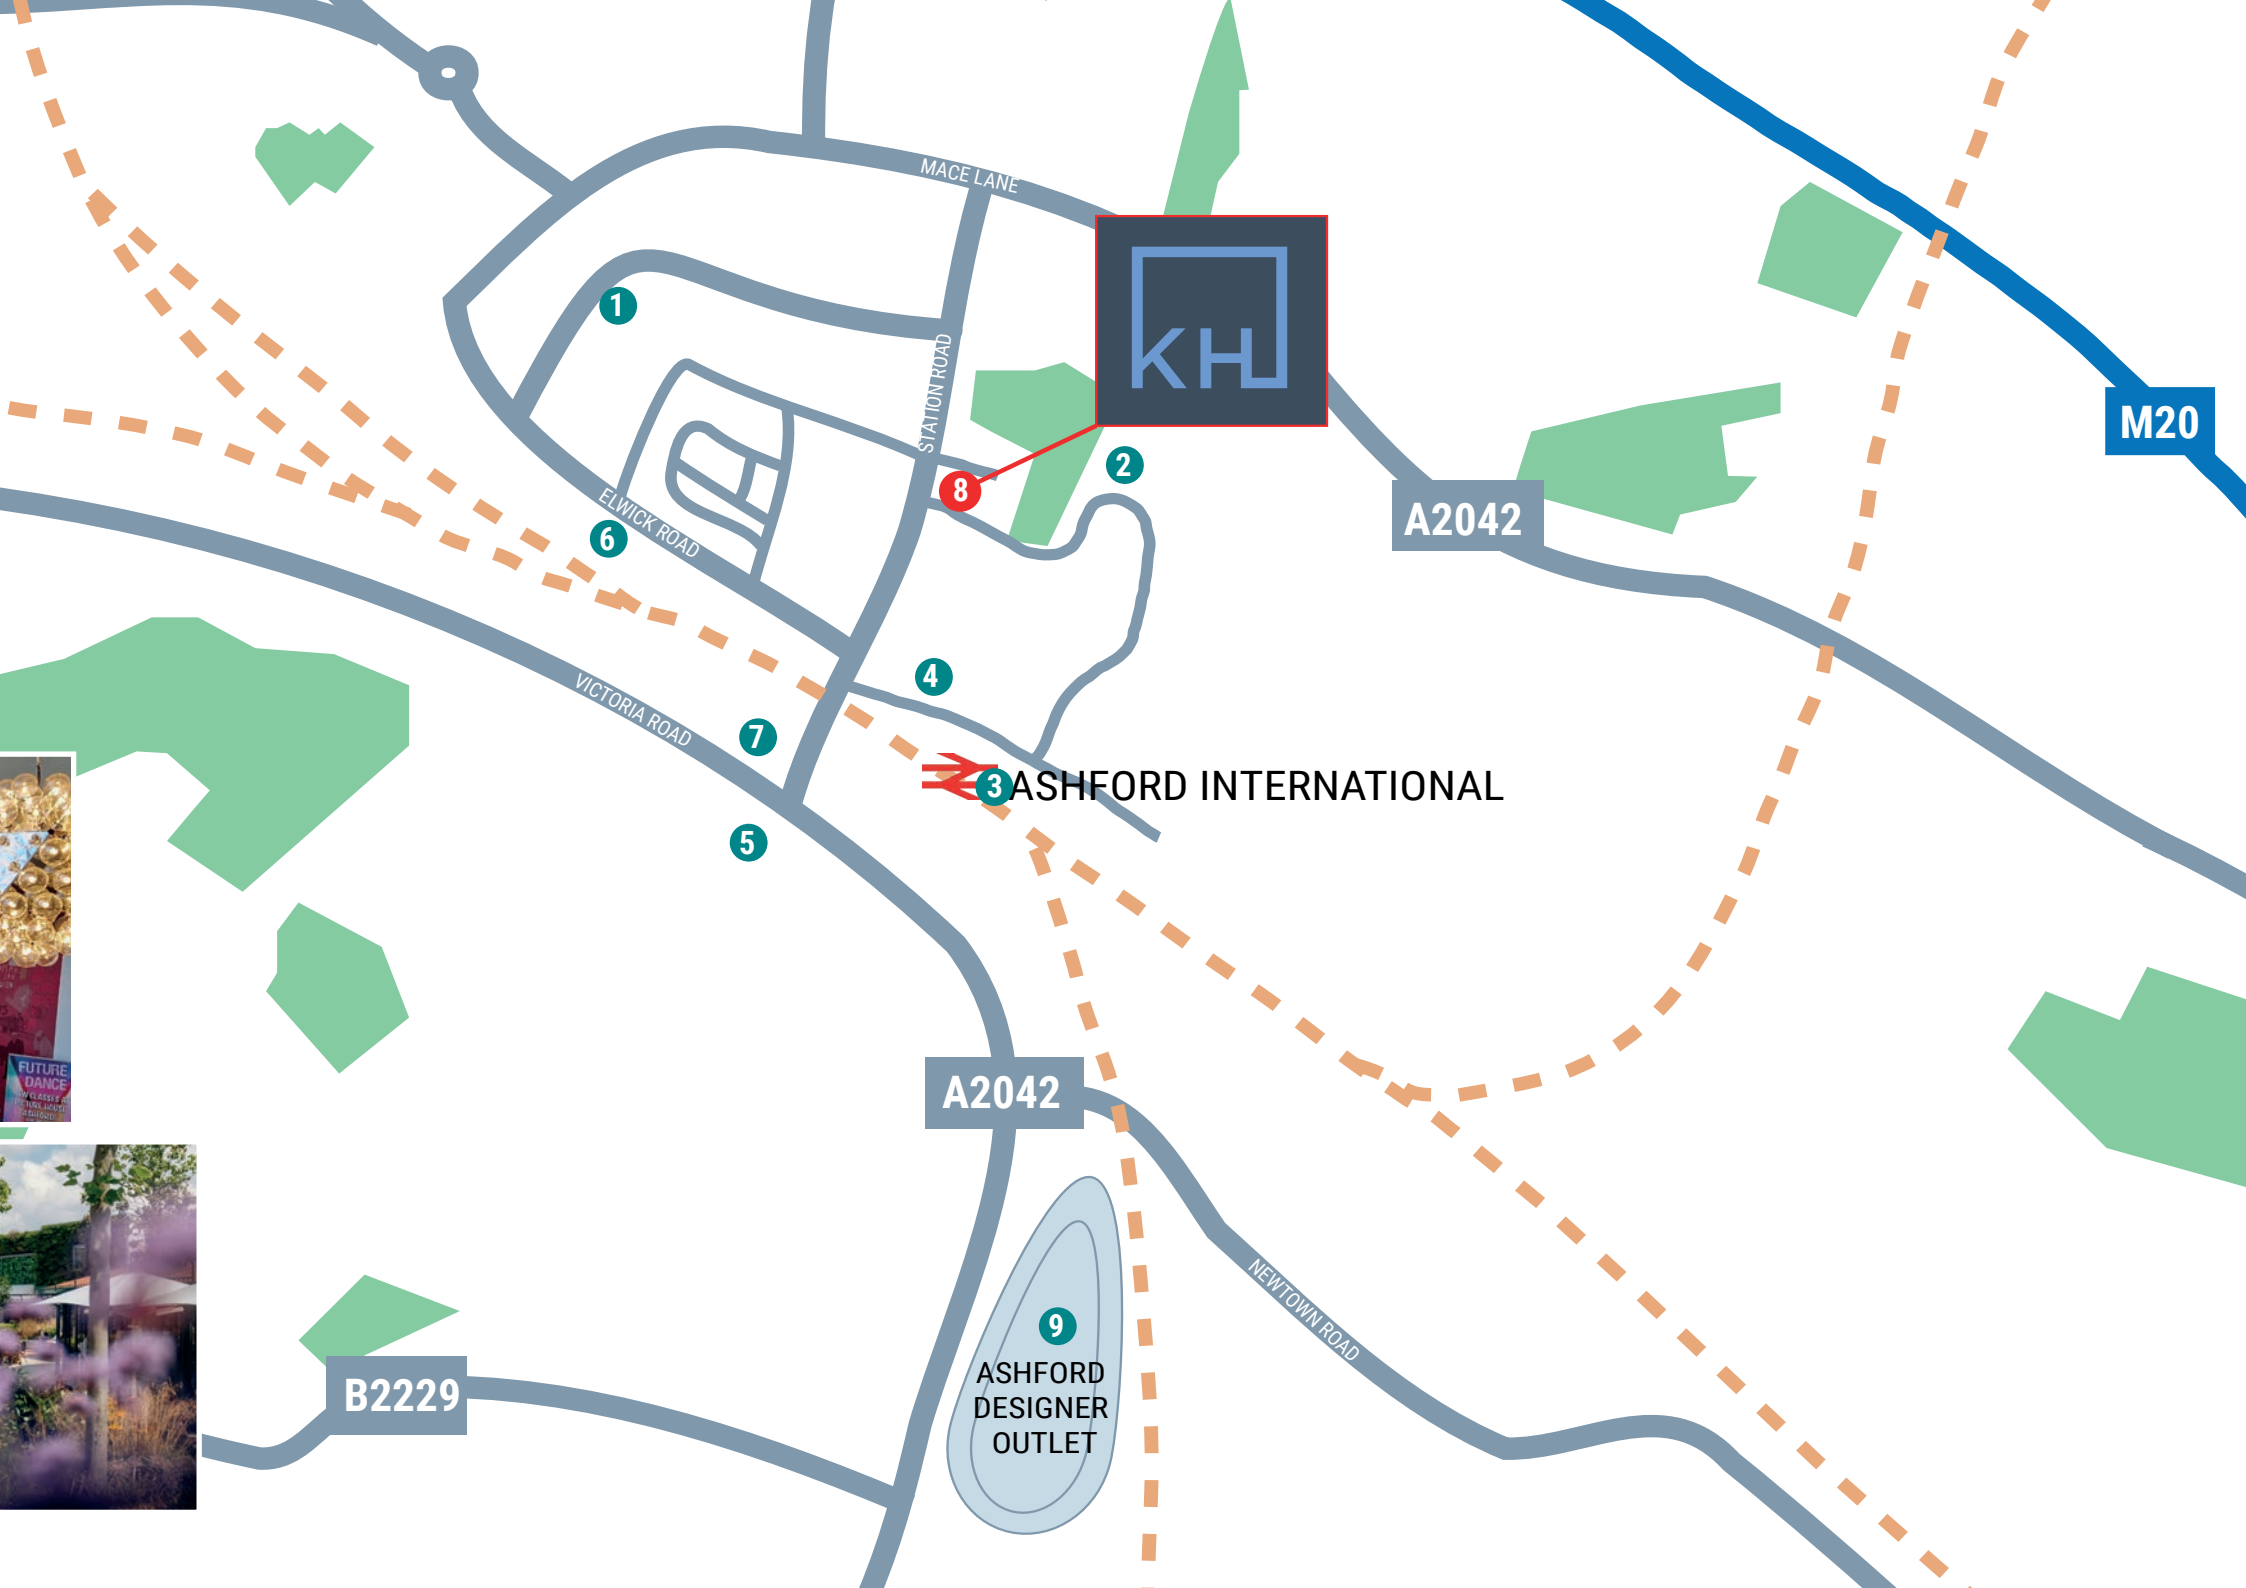 MACE LANE
1
STATION ROAD
KH
M20
2
8
A2042
ELWICK ROAD
6
4
VICTORIA ROAD
7
3
ASHFORD INTERNATIONAL
5
FUTURE
DANCE
A2042
NEWTOWN ROAD
9
ASHFORD
DESIGNER
OUTLET
B2229